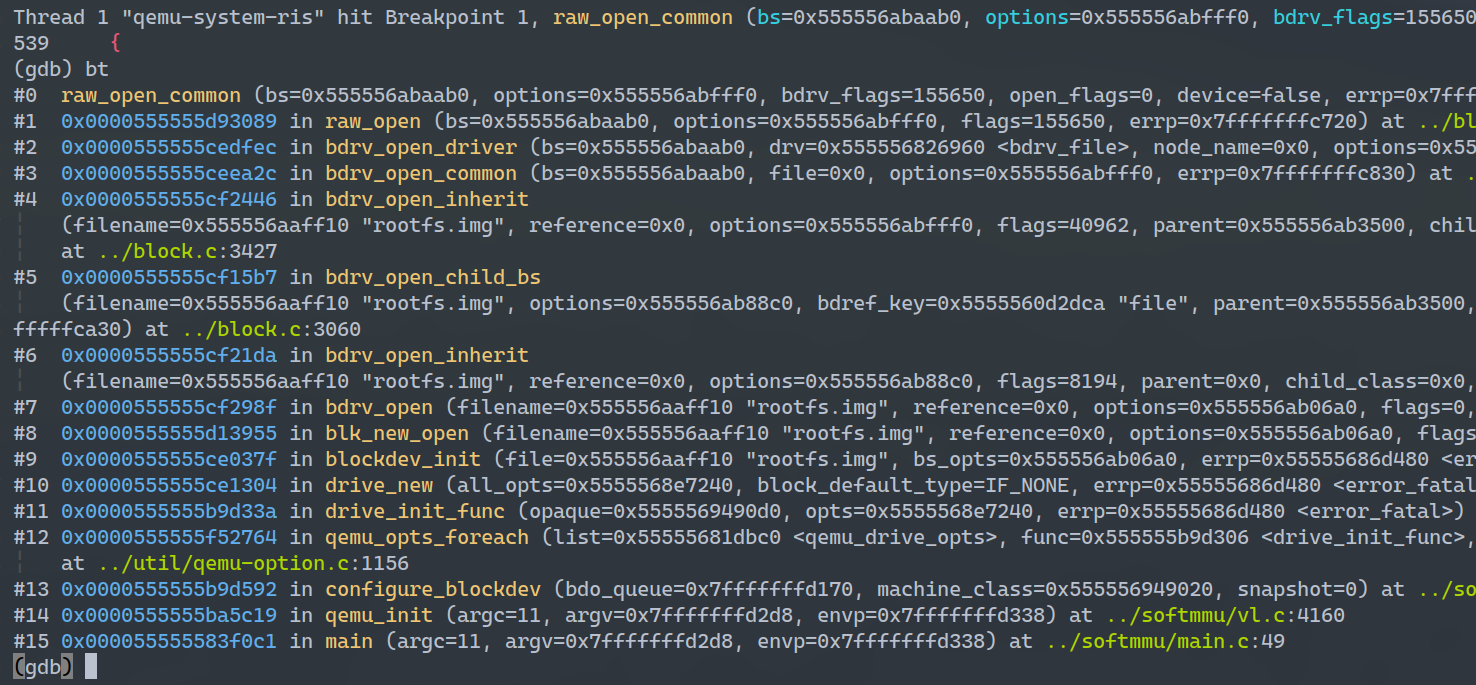 Thread 1 "qemu-system-ris" hit Breakpoint 1, raw_open_common (bs=0x555556abaab0, options=0x555556abfff0, bdrv_flags=155650
539     {
(gdb) bt
#0  raw_open_common (bs=0x555556abaab0, options=0x555556abfff0, bdrv_flags=155650, open_flags=0, device=false, errp=0x7fff
#1  0x0000555555d93089 in raw_open (bs=0x555556abaab0, options=0x555556abfff0, flags=155650, errp=0x7fffffffc720) at ../bl
#2  0x0000555555cedfec in bdrv_open_driver (bs=0x555556abaab0, drv=0x555556826960 <bdrv_file>, node_name=0x0, options=0x55
#3  0x0000555555ceea2c in bdrv_open_common (bs=0x555556abaab0, file=0x0, options=0x555556abfff0, errp=0x7fffffffc830) at .
#4  0x0000555555cf2446 in bdrv_open_inherit
    (filename=0x555556aaff10 "rootfs.img", reference=0x0, options=0x555556abfff0, flags=40962, parent=0x555556ab3500, chil
    at ../block.c:3427
#5  0x0000555555cf15b7 in bdrv_open_child_bs
    (filename=0x555556aaff10 "rootfs.img", options=0x555556ab88c0, bdref_key=0x5555560d2dca "file", parent=0x555556ab3500,
fffffca30) at ../block.c:3060
#6  0x0000555555cf21da in bdrv_open_inherit
    (filename=0x555556aaff10 "rootfs.img", reference=0x0, options=0x555556ab88c0, flags=8194, parent=0x0, child_class=0x0,
#7  0x0000555555cf298f in bdrv_open (filename=0x555556aaff10 "rootfs.img", reference=0x0, options=0x555556ab06a0, flags=0,
#8  0x0000555555d13955 in blk_new_open (filename=0x555556aaff10 "rootfs.img", reference=0x0, options=0x555556ab06a0, flags
#9  0x0000555555ce037f in blockdev_init (file=0x555556aaff10 "rootfs.img", bs_opts=0x555556ab06a0, errp=0x55555686d480 <er
#10 0x0000555555ce1304 in drive_new (all_opts=0x5555568e7240, block_default_type=IF_NONE, errp=0x55555686d480 <error_fatal
#11 0x0000555555b9d33a in drive_init_func (opaque=0x5555569490d0, opts=0x5555568e7240, errp=0x55555686d480 <error_fatal>)
#12 0x0000555555f52764 in qemu_opts_foreach (list=0x55555681dbc0 <qemu_drive_opts>, func=0x555555b9d306 <drive_init_func>,
    at ../util/qemu-option.c:1156
#13 0x0000555555b9d592 in configure_blockdev (bdo_queue=0x7fffffffd170, machine_class=0x555556949020, snapshot=0) at ../so
#14 0x0000555555ba5c19 in qemu_init (argc=11, argv=0x7fffffffd2d8, envp=0x7fffffffd338) at ../softmmu/vl.c:4160
#15 0x000055555583f0c1 in main (argc=11, argv=0x7fffffffd2d8, envp=0x7fffffffd338) at ../softmmu/main.c:49
(gdb)